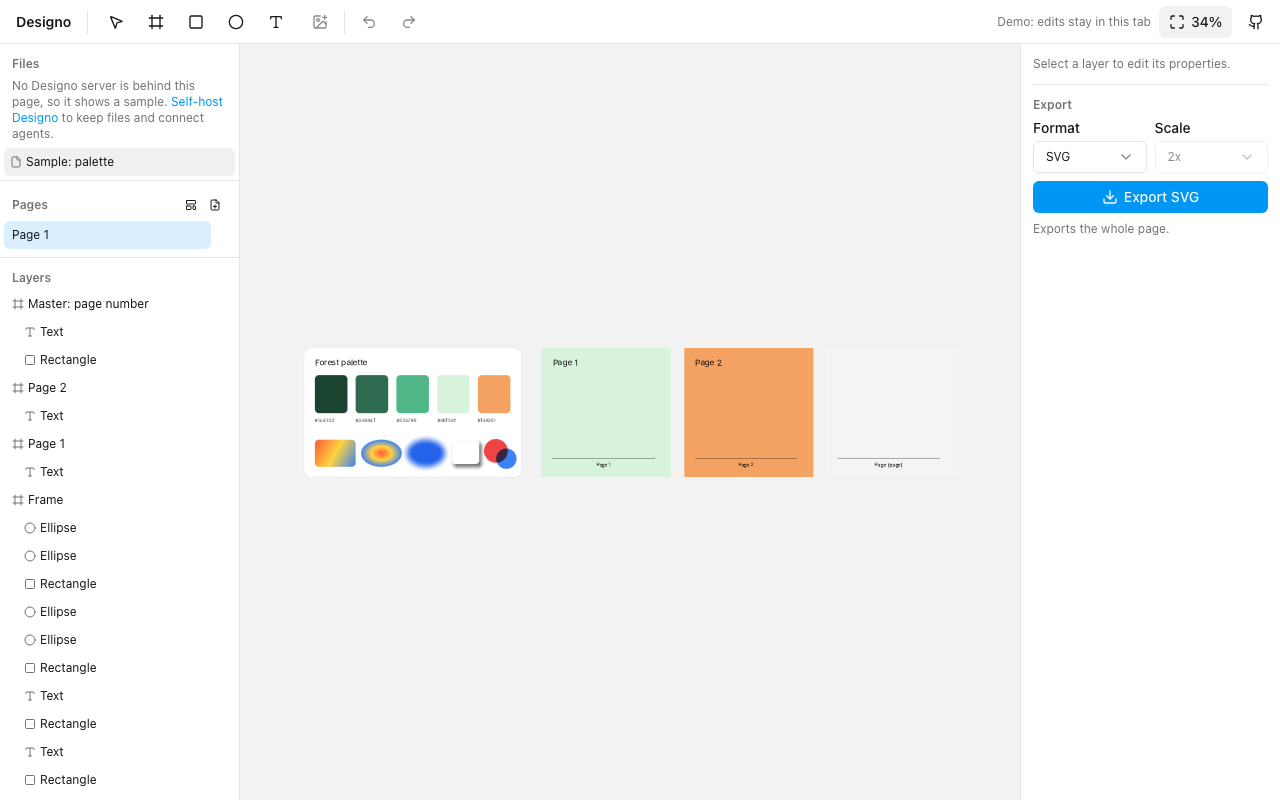 Designo
Demo: edits stay in this tab
34%
Files
No Designo server is behind this
page, so it shows a sample. Self-host
Designo to keep files and connect
agents.
Sample: palette
Pages
Page 1
Layers
Master: page number
Text
Rectangle
Page 2
Text
Page 1
Text
Frame
Ellipse
Ellipse
Rectangle
Ellipse
Ellipse
Rectangle
Text
Rectangle
Text
Rectangle
Forest palette
Page 1
Page 1
Page 2
Page 2
Page {page}
Select a layer to edit its properties.
Export
Format
Scale
SVG
2x
Export SVG
Exports the whole page.